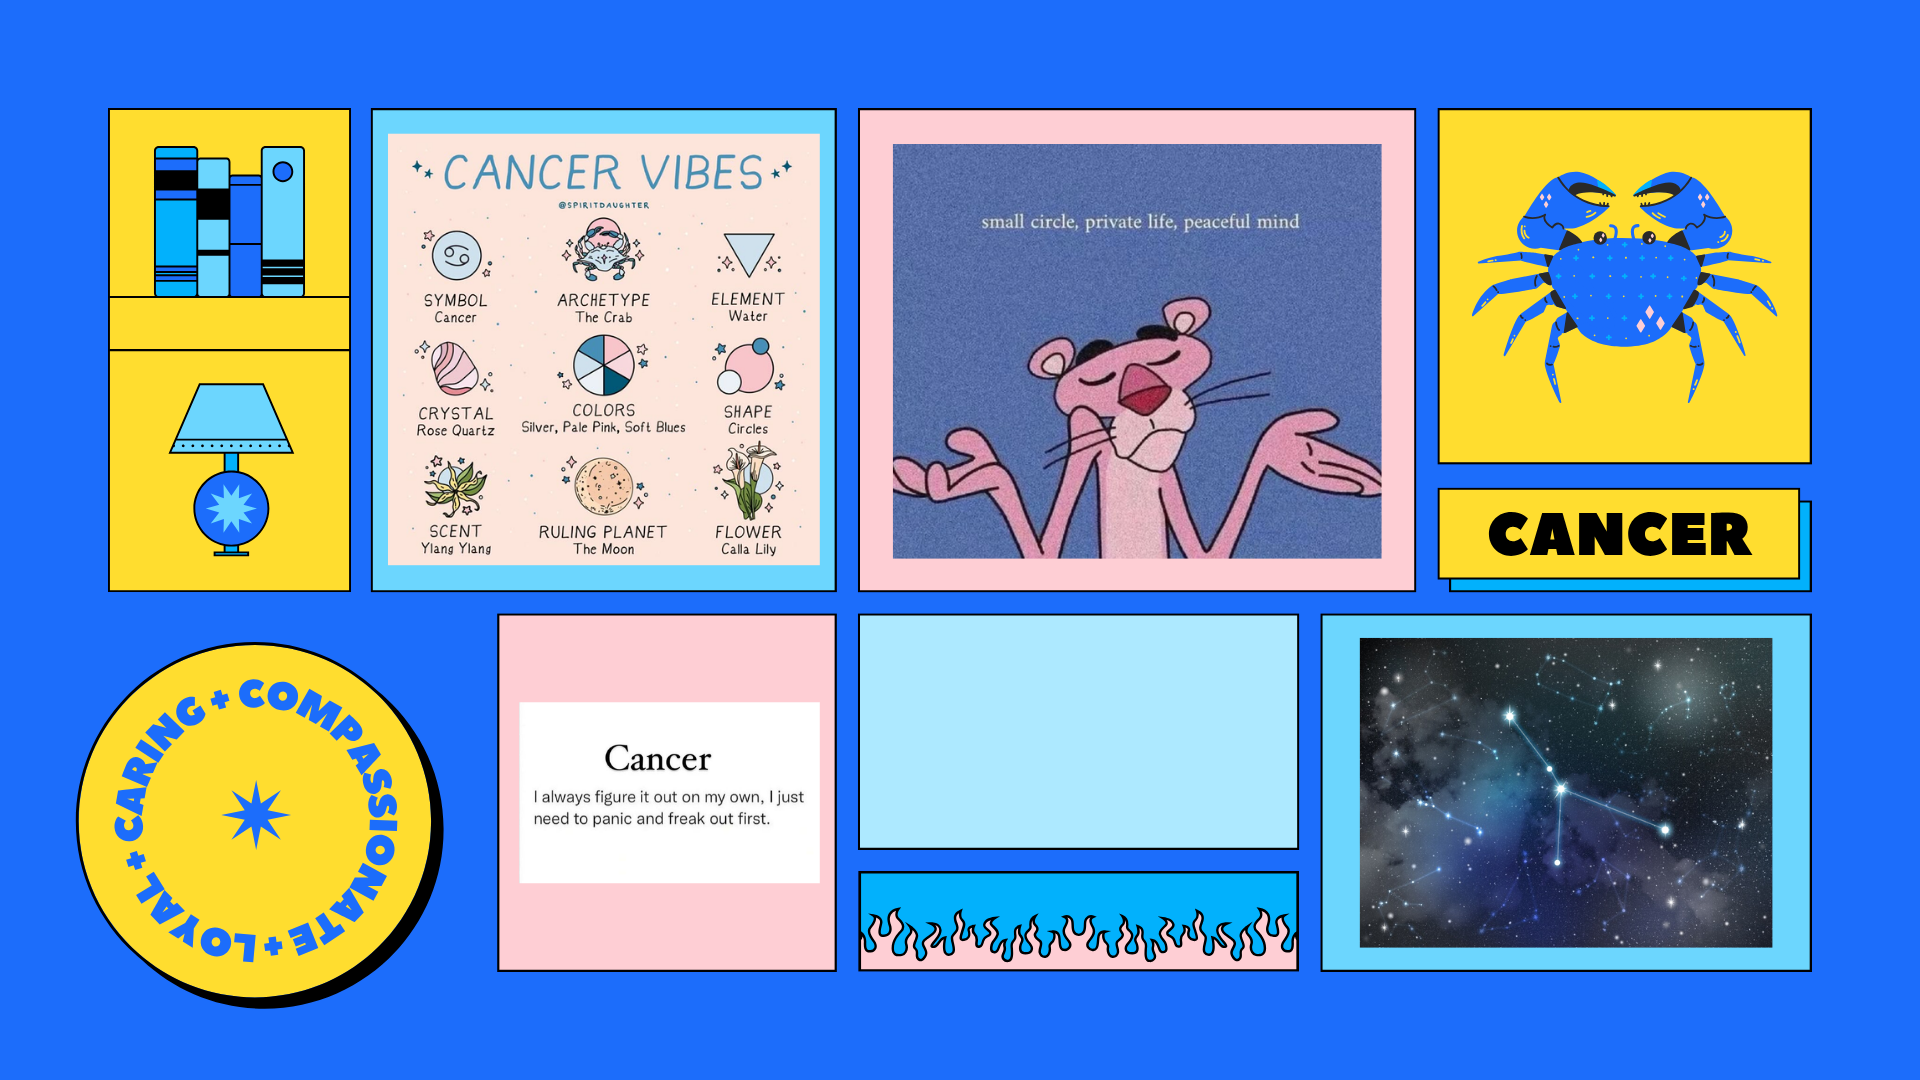 CANCER VIBES
@SPIRITDAUGHTER
SYMBOL
Cancer
ARCHETYPE
The Crab
ELEMENT
Water
CRYSTAL
Rose Quartz
COLORS
Silver, Pale Pink, Soft Blues
SHAPE
Circles
SCENT
Ylang Ylang
RULING PLANET
The Moon
FLOWER
Calla Lily
small circle, private life, peaceful mind
CANCER
CARING + COMPASSIONATE + LOYAL +
Cancer
I always figure it out on my own, I just
need to panic and freak out first.